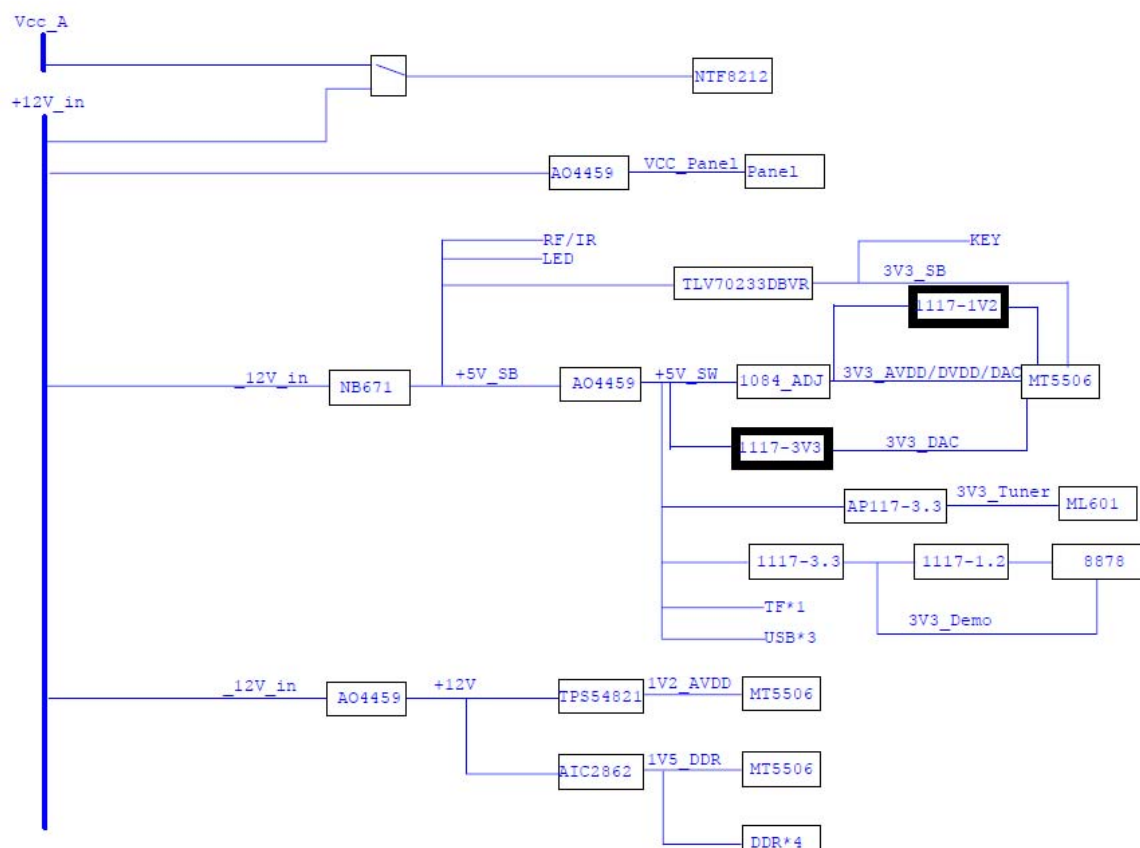 Vcc_A
NTF8212
+12V_in
AO4459 VCC_Panel Panel
RF/IR KEY
LED
TLV70233DBVR 3V3_SB
1117-1V2
_12V_in NB671 +5V_SB AO4459 +5V_SW 1084_ADJ 3V3_AVDD/DVDD/DAC MT5506
1117-3V3 3V3_DAC
AP117-3.3 3V3_Tuner ML601
1117-3.3 1117-1.2 8878
TF*1
3V3_Demo
USB*3
_12V_in AO4459 +12V TPS54821 1V2_AVDD MT5506
AIC2862 1V5_DDR MT5506
DDR*4